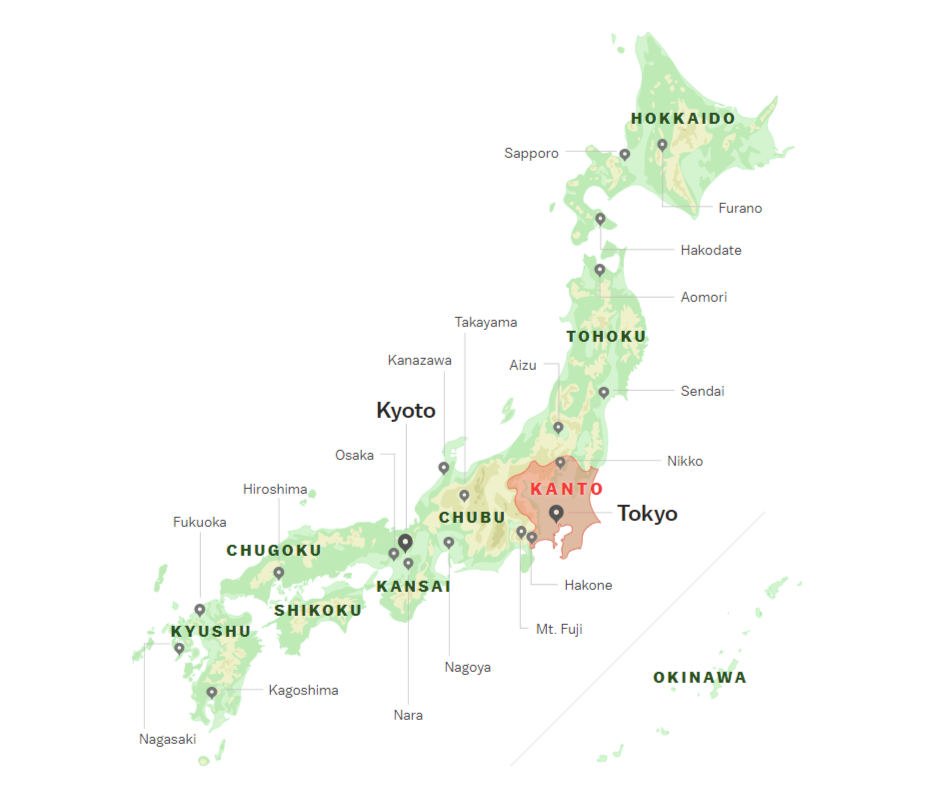 HOKKAIDO
Sapporo
Furano
Hakodate
Aomori
Takayama
TOHOKU
Kanazawa
Aizu
Sendai
Kyoto
Osaka
Nikko
Hiroshima
KANTO
Fukuoka
CHUBU
Tokyo
CHUGOKU
KANSAI
Hakone
SHIKOKU
KYUSHU
Mt. Fuji
Nagoya
OKINAWA
Kagoshima
Nara
Nagasaki